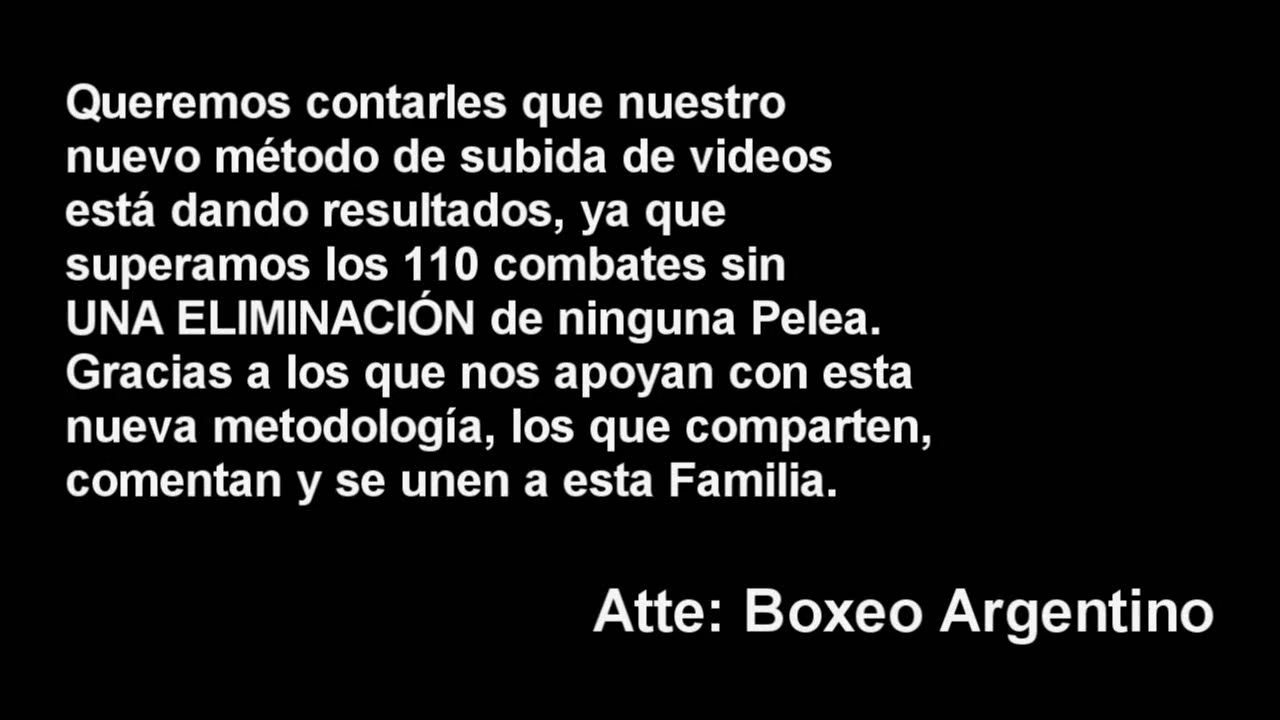 Queremos contarles que nuestro
nuevo método de subida de videos
está dando resultados, ya que
superamos los 110 combates sin
UNA ELIMINACIÓN de ninguna Pelea.
Gracias a los que nos apoyan con esta
nueva metodología, los que comparten,
comentan y se unen a esta Familia.
Atte: Boxeo Argentino